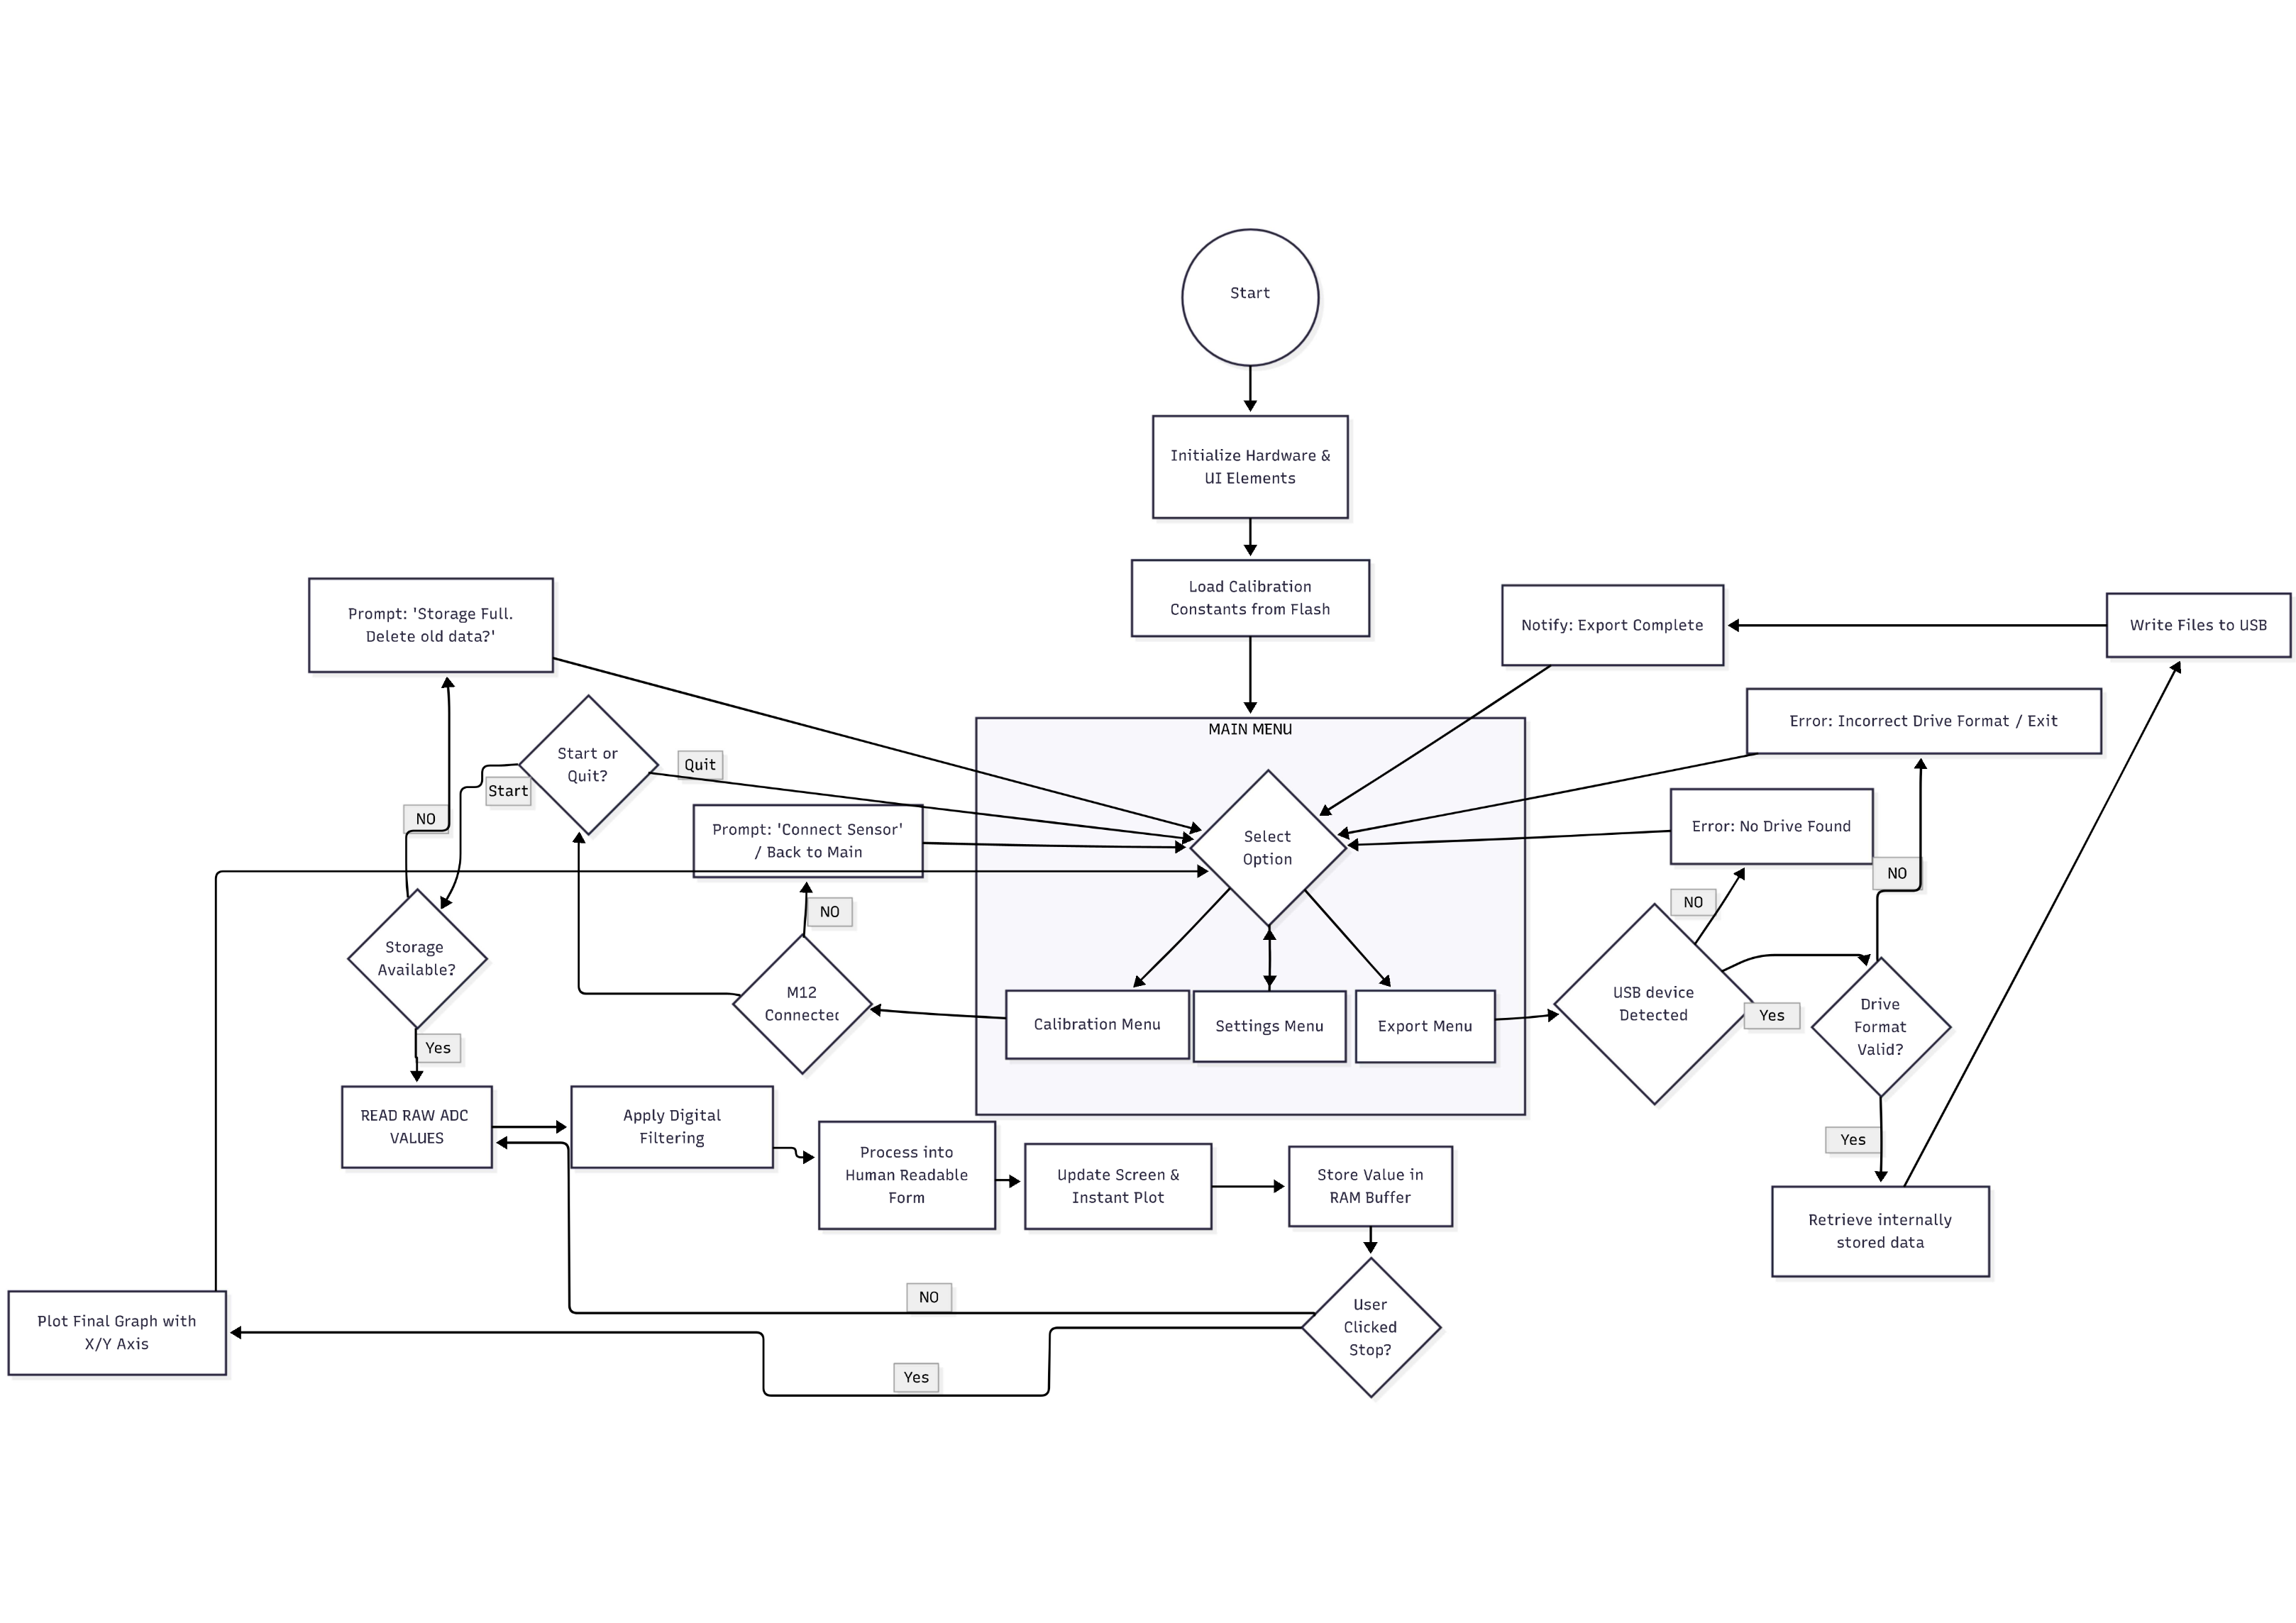 Start
Initialize Hardware &
UI Elements
Load Calibration
Constants from Flash
Prompt: 'Storage Full.
Delete old data?'
Notify: Export Complete
Write Files to USB
Error: Incorrect Drive Format / Exit
MAIN MENU
Start or
Quit?
Quit
Start
NO
Prompt: 'Connect Sensor'
/ Back to Main
Select
Option
Error: No Drive Found
NO
NO
NO
Storage
Available?
M12
Connected
Calibration Menu
Settings Menu
Export Menu
USB device
Detected
Yes
Drive
Format
Valid?
Yes
READ RAW ADC
VALUES
Apply Digital
Filtering
Process into
Human Readable
Form
Update Screen &
Instant Plot
Store Value in
RAM Buffer
Yes
Retrieve internally
stored data
NO
User
Clicked
Stop?
Plot Final Graph with
X/Y Axis
Yes